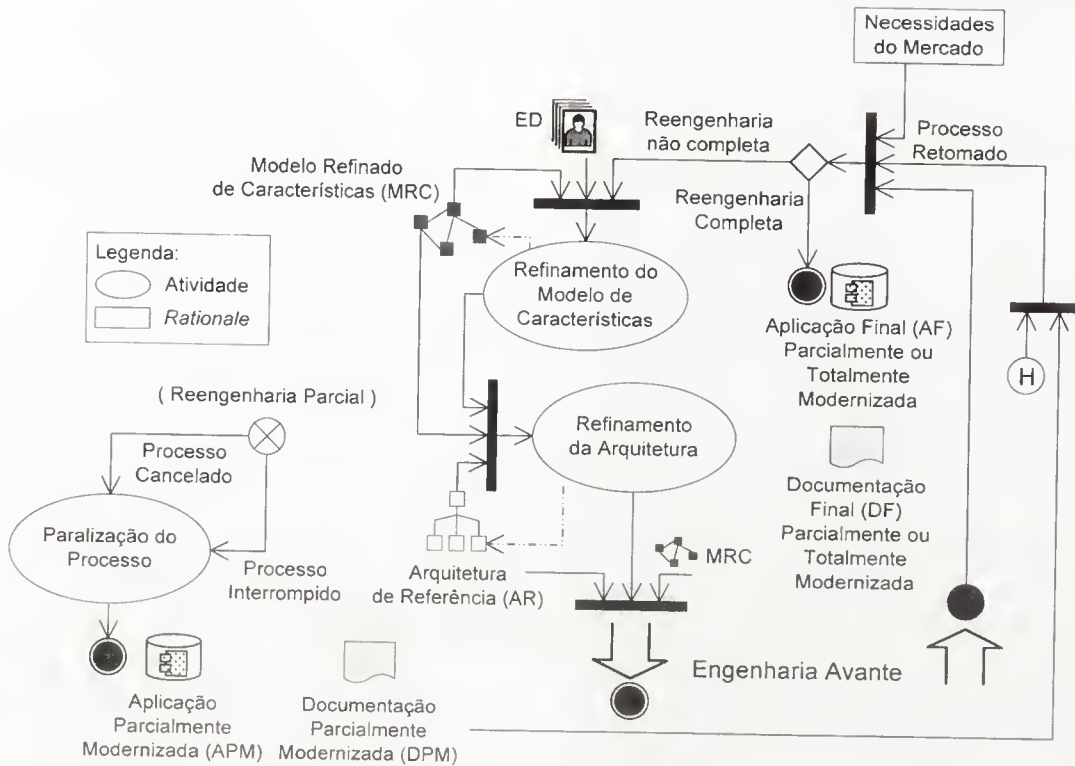 Necessidades
do Mercado
ED
Reengenharia
não completa
Processo
Retomado
Modelo Refinado
de Características (MRC)
Reengenharia
Completa
Legenda:
Atividade
Rationale
Refinamento do
Modelo de
Características
Aplicação Final (AF)
Parcialmente ou
Totalmente
Modernizada
H
( Reengenharia Parcial )
Processo
Cancelado
Refinamento
da Arquitetura
Documentação
Final (DF)
Parcialmente ou
Totalmente
Modernizada
Paralização do
Processo
Processo
Interrompido
Arquitetura
de Referência (AR)
MRC
Engenharia Avante
Aplicação
Parcialmente
Modernizada (APM)
Documentação
Parcialmente
Modernizada (DPM)